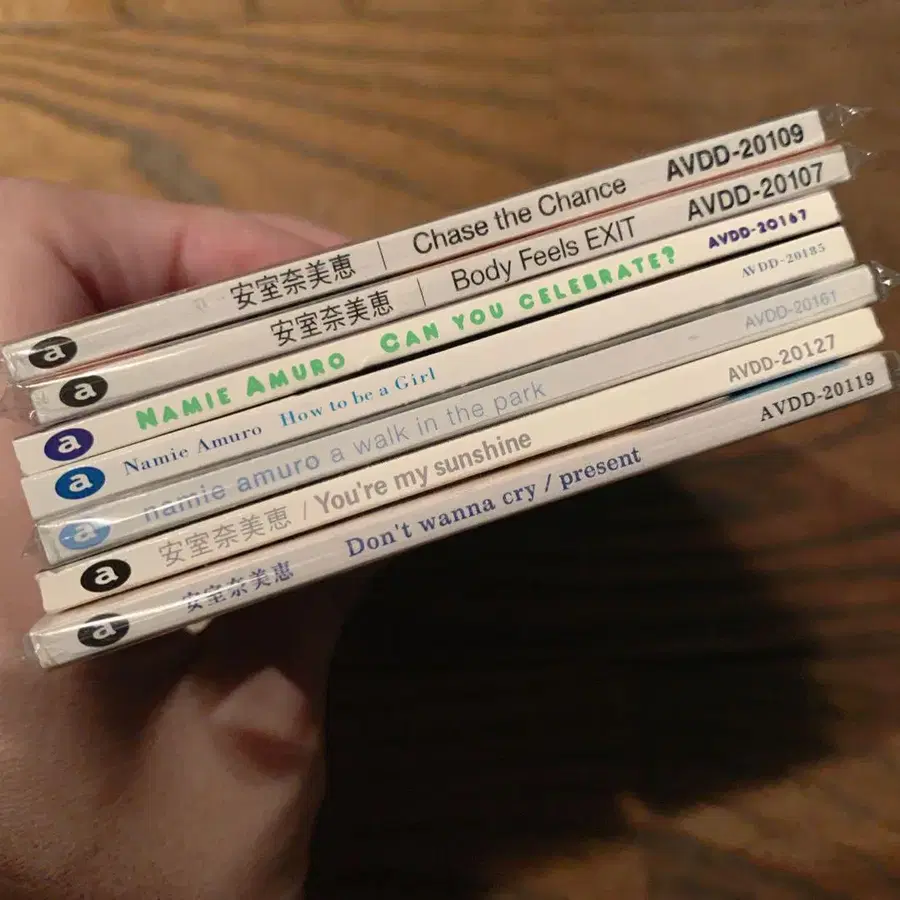 a 安室奈美恵 | Chase the Chance AVDD-20109
a 安室奈美恵 | Body Feels EXIT AVDD-20107
a NAMIE AMURO CAN YOU CELEBRATE? AVDD-20167
a Namie Amuro How to be a Girl AVDD-20185
a namie amuro a walk in the park AVDD-20161
a 安室奈美恵 / You're my sunshine AVDD-20127
a 安室奈美恵 Don't wanna cry / present AVDD-20119